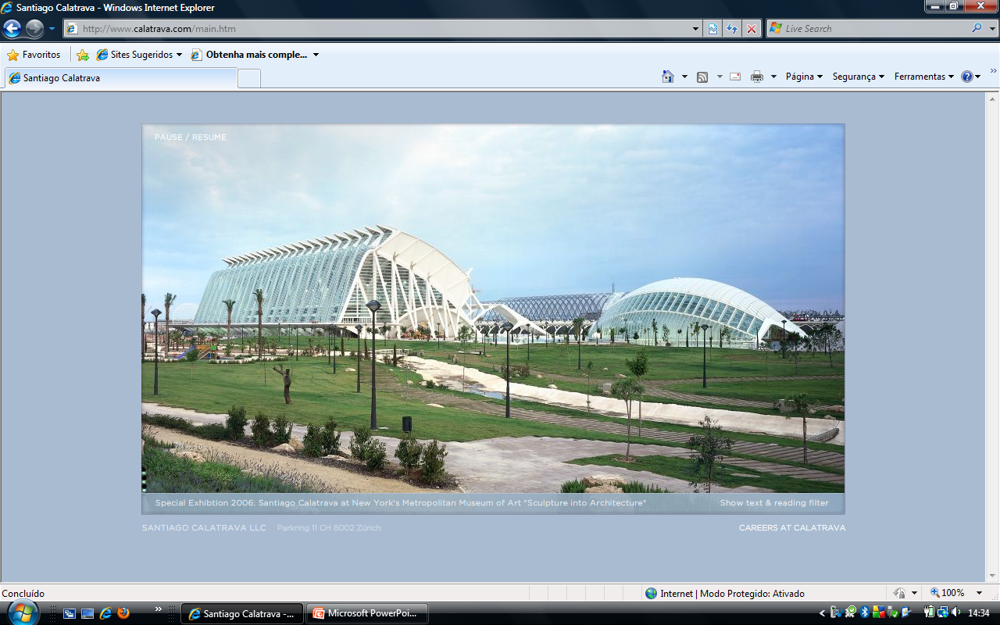 Santiago Calatrava - Windows Internet Explorer
http://www.calatrava.com/main.htm
Live Search
Favoritos Sites Sugeridos Obtenha mais comple...
Santiago Calatrava
Página Segurança Ferramentas
PAUSE / RESUME
Special Exhibtion 2006: Santiago Calatrava at New York's Metropolitan Museum of Art "Sculpture into Architecture" Show text & reading filter
SANTIAGO CALATRAVA LLC Parkring 11 CH 8002 Zürich CAREERS AT CALATRAVA
Concluído Internet | Modo Protegido: Ativado 100%
Santiago Calatrava -... Microsoft PowerPoi... 14:34